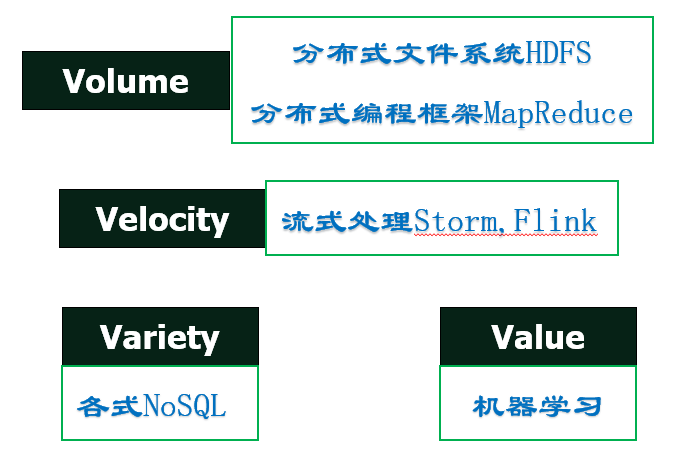 Volume
分布式文件系统HDFS
分布式编程框架MapReduce
Velocity
流式处理Storm,Flink
Variety
各式NoSQL
Value
机器学习